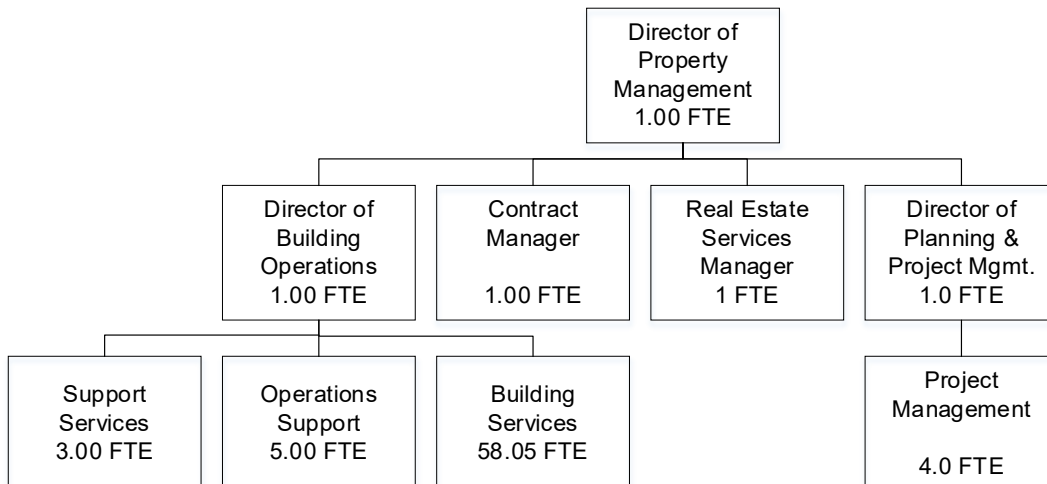 Director of
Property
Management
1.00 FTE
Director of
Building
Operations
1.00 FTE
Contract
Manager
1.00 FTE
Real Estate
Services
Manager
1 FTE
Director of
Planning &
Project Mgmt.
1.0 FTE
Support
Services
3.00 FTE
Operations
Support
5.00 FTE
Building
Services
58.05 FTE
Project
Management
4.0 FTE